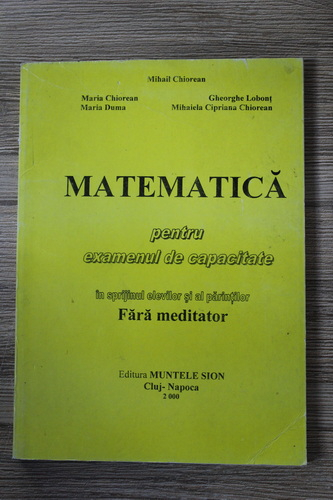 Mihail Chiorean
Maria Chiorean Gheorghe Lobonț
Maria Duma Mihaiela Cipriana Chiorean
MATEMATICĂ
pentru
examenul de capacitate
în sprijinul elevilor și al părinților
Fără meditator
Editura MUNTELE SION
Cluj- Napoca
2 000